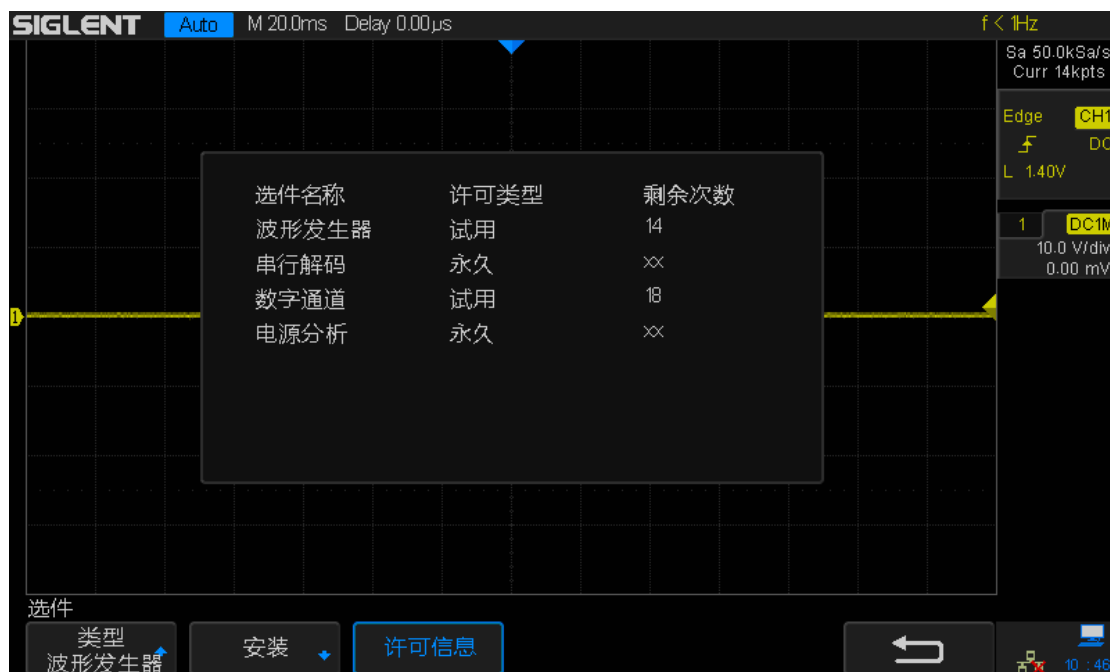 SIGLENT Auto M 20.0ms Delay 0.00µs f < 1Hz
Sa 50.0kSa/s
Curr 14kpts
Edge CH1
DC
L 1.40V
1 DC1M
10.0 V/div
0.00 mV
选件名称 许可类型 剩余次数
波形发生器 试用 14
串行解码 永久 xx
数字通道 试用 18
电源分析 永久 xx
1
选件
类型
波形发生器
安装
许可信息
10:46